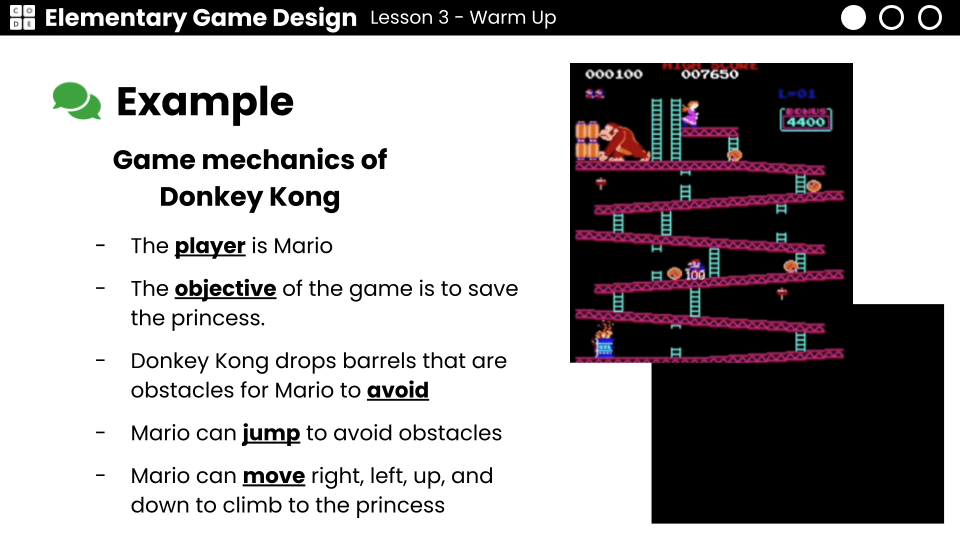 CODE
Elementary Game Design Lesson 3 - Warm Up
Example
Game mechanics of
Donkey Kong
- The player is Mario
- The objective of the game is to save
the princess.
- Donkey Kong drops barrels that are
obstacles for Mario to avoid
- Mario can jump to avoid obstacles
- Mario can move right, left, up, and
down to climb to the princess
HIGH SCORE
000100 007650
L=01
BONUS
4400
100